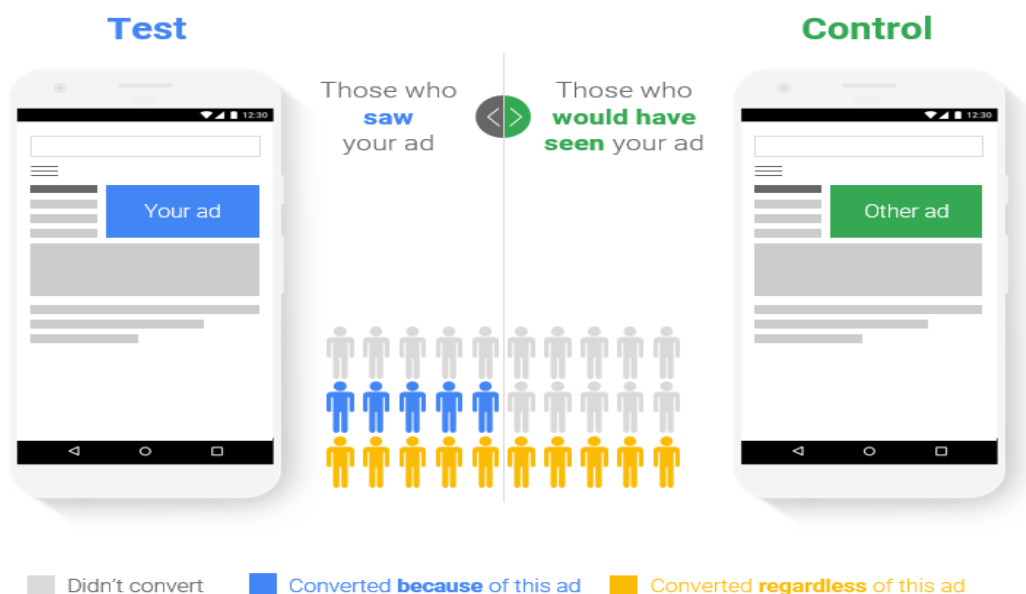 Test
Control
Those who
saw
your ad
Those who
would have
seen your ad
12:30
Your ad
12:30
Other ad
Didn't convert
Converted because of this ad
Converted regardless of this ad